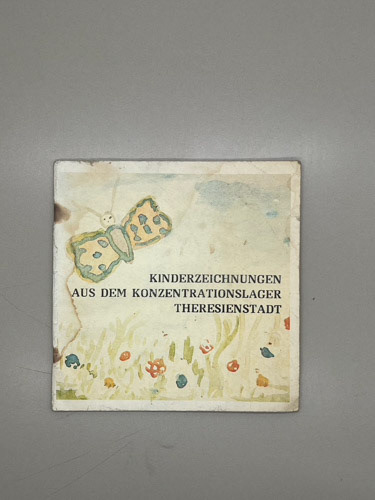 KINDERZEICHNUNGEN
AUS DEM KONZENTRATIONSLAGER
THERESIENSTADT